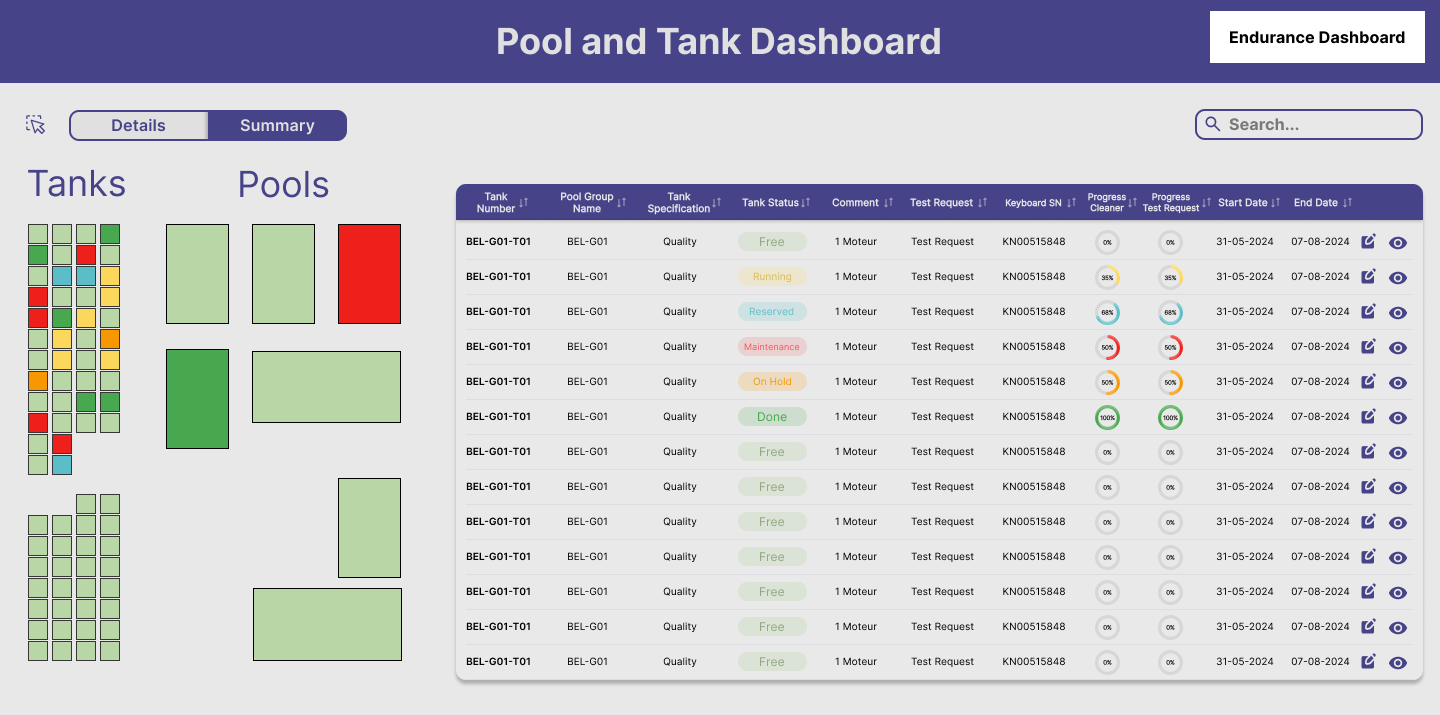 Pool and Tank Dashboard
Endurance Dashboard
Details Summary
Search...
Tanks Pools
Tank Number Pool Group Name Tank Specification Tank Status Comment Test Request Keyboard SN Progress Cleaner Progress Test Request Start Date End Date
BEL-G01-T01 BEL-G01 Quality Free 1 Moteur Test Request KN00515848 0% 0% 31-05-2024 07-08-2024
BEL-G01-T01 BEL-G01 Quality Running 1 Moteur Test Request KN00515848 35% 35% 31-05-2024 07-08-2024
BEL-G01-T01 BEL-G01 Quality Reserved 1 Moteur Test Request KN00515848 68% 68% 31-05-2024 07-08-2024
BEL-G01-T01 BEL-G01 Quality Maintenance 1 Moteur Test Request KN00515848 50% 50% 31-05-2024 07-08-2024
BEL-G01-T01 BEL-G01 Quality On Hold 1 Moteur Test Request KN00515848 50% 50% 31-05-2024 07-08-2024
BEL-G01-T01 BEL-G01 Quality Done 1 Moteur Test Request KN00515848 100% 100% 31-05-2024 07-08-2024
BEL-G01-T01 BEL-G01 Quality Free 1 Moteur Test Request KN00515848 0% 0% 31-05-2024 07-08-2024
BEL-G01-T01 BEL-G01 Quality Free 1 Moteur Test Request KN00515848 0% 0% 31-05-2024 07-08-2024
BEL-G01-T01 BEL-G01 Quality Free 1 Moteur Test Request KN00515848 0% 0% 31-05-2024 07-08-2024
BEL-G01-T01 BEL-G01 Quality Free 1 Moteur Test Request KN00515848 0% 0% 31-05-2024 07-08-2024
BEL-G01-T01 BEL-G01 Quality Free 1 Moteur Test Request KN00515848 0% 0% 31-05-2024 07-08-2024
BEL-G01-T01 BEL-G01 Quality Free 1 Moteur Test Request KN00515848 0% 0% 31-05-2024 07-08-2024
BEL-G01-T01 BEL-G01 Quality Free 1 Moteur Test Request KN00515848 0% 0% 31-05-2024 07-08-2024